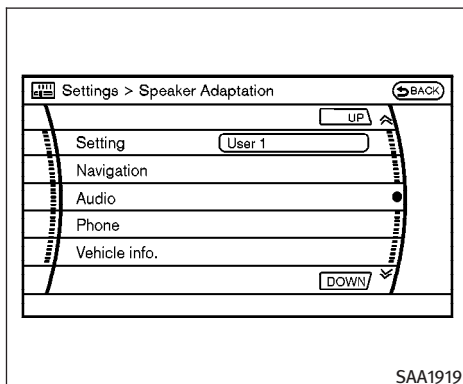 Settings > Speaker Adaptation BACK
UP
Setting User 1
Navigation
Audio
Phone
Vehicle info.
DOWN
SAA1919